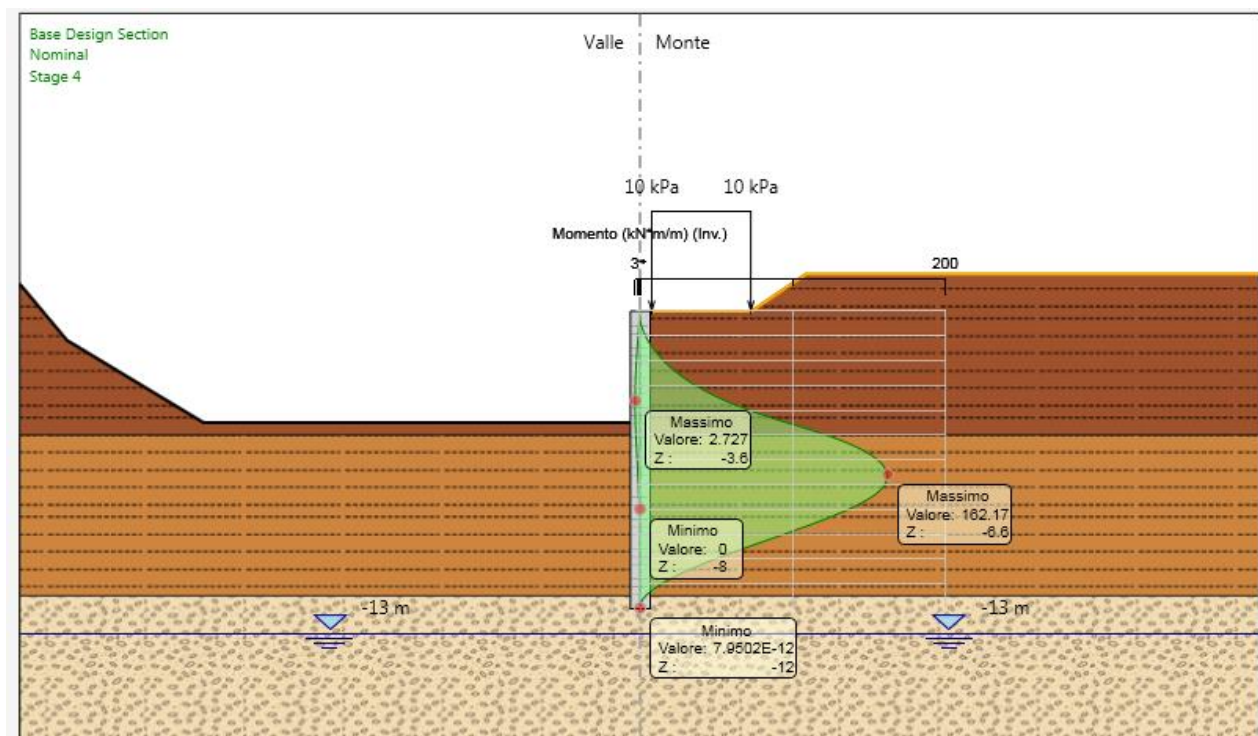 Base Design Section
Nominal
Stage 4
Valle Monte
10 kPa 10 kPa
Momento (kN*m/m) (Inv.)
200
Massimo
Valore: 2.727
Z : -3.6
Massimo
Valore: 162.17
Z : -6.6
Minimo
Valore: 0
Z : -8
-13 m -13 m
Minimo
Valore: 7.9502E-12
Z : -12